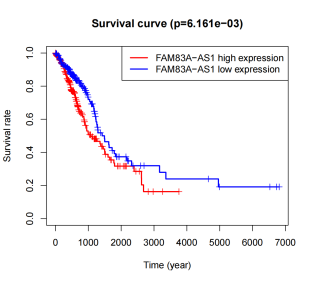 Survival curve (p=6.161e−03)
FAM83A−AS1 high expression
FAM83A−AS1 low expression
Survival rate
1.0
0.8
0.6
0.4
0.2
0.0
0 1000 2000 3000 4000 5000 6000 7000
Time (year)